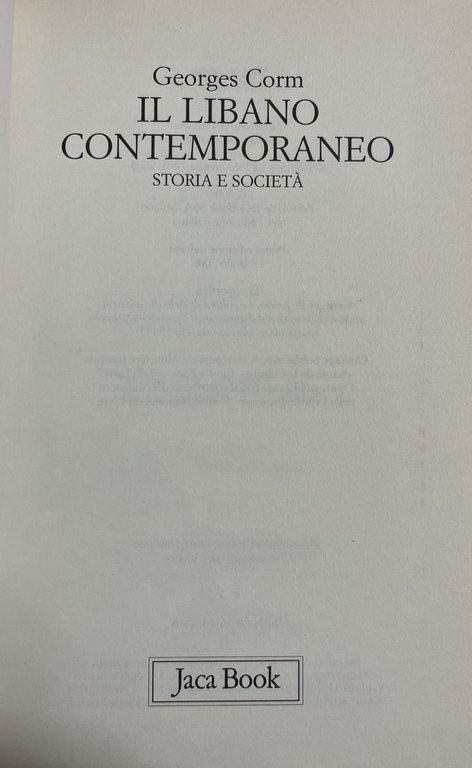 Georges Corm
IL LIBANO
CONTEMPORANEO
STORIA E SOCIETÀ
Jaca Book